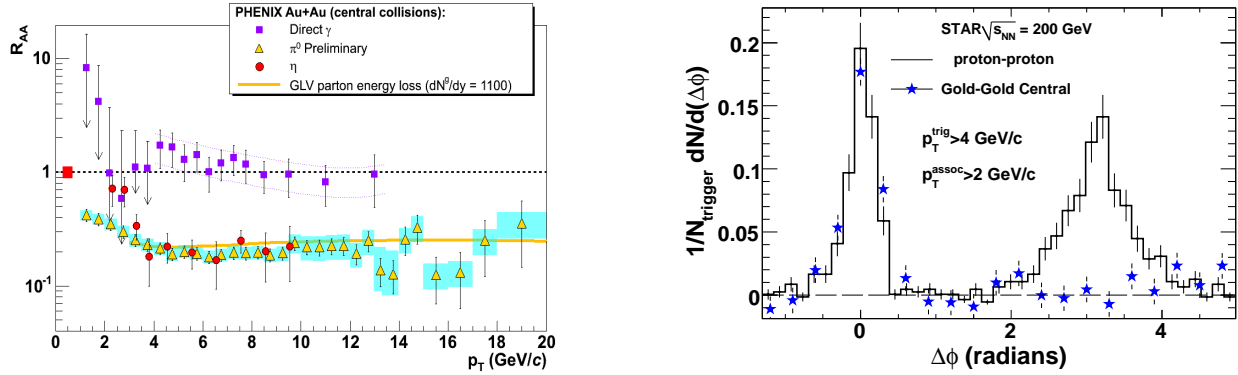 PHENIX Au+Au (central collisions):
Direct γ
π⁰ Preliminary
η
GLV parton energy loss (dNᵍ/dy = 1100)
R_AA
10
1
10⁻¹
0 2 4 6 8 10 12 14 16 18 20
p_T (GeV/c)
STAR √s_NN = 200 GeV
proton-proton
Gold-Gold Central
p_T^trig>4 GeV/c
p_T^assoc>2 GeV/c
1/N_trigger dN/d(Δϕ)
0.2
0.15
0.1
0.05
0
0 2 4
Δϕ (radians)